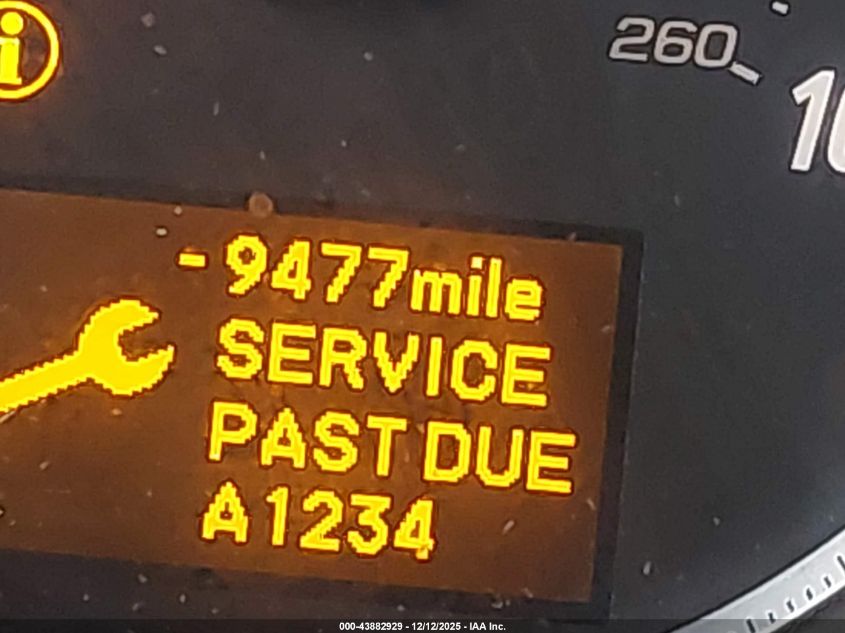 i
260
-9477mile
SERVICE
PAST DUE
A1234
000-43882929 - 12/12/2025 - IAA Inc.